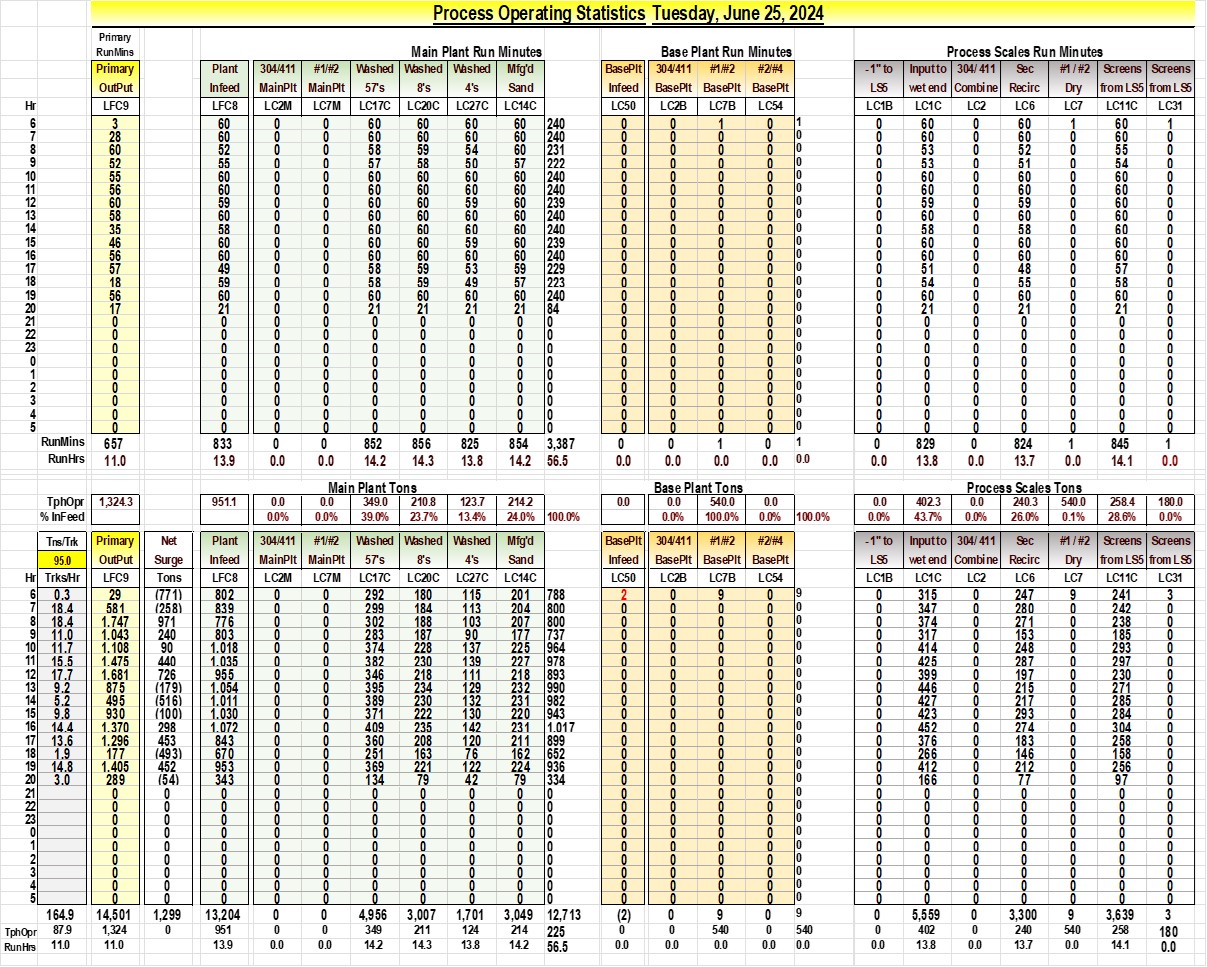 Process Operating Statistics Tuesday, June 25, 2024
Primary
RunMins Main Plant Run Minutes Base Plant Run Minutes Process Scales Run Minutes
Primary Plant 304/411 #1/#2 Washed Washed Washed Mfg'd BasePlt 304/411 #1/#2 #2/#4 -1" to Input to 304/ 411 Sec #1 / #2 Screens Screens
OutPut Infeed MainPlt MainPlt 57's 8's 4's Sand Infeed BasePlt BasePlt BasePlt LS5 wet end Combine Recirc Dry from LS5 from LS5
Hr LFC9 LFC8 LC2M LC7M LC17C LC20C LC27C LC14C LC50 LC2B LC7B LC54 LC1B LC1C LC2 LC6 LC7 LC11C LC31
6 3 60 0 0 60 60 60 60 240 0 0 1 0 1 0 60 0 60 1 60 1
7 28 60 0 0 60 60 60 60 240 0 0 0 0 0 0 60 0 60 0 60 0
8 60 52 0 0 58 59 54 60 231 0 0 0 0 0 0 53 0 52 0 55 0
9 52 55 0 0 57 58 50 57 222 0 0 0 0 0 0 53 0 51 0 54 0
10 55 60 0 0 60 60 60 60 240 0 0 0 0 0 0 60 0 60 0 60 0
11 56 60 0 0 60 60 60 60 240 0 0 0 0 0 0 60 0 60 0 60 0
12 60 59 0 0 60 60 59 60 239 0 0 0 0 0 0 59 0 59 0 60 0
13 58 60 0 0 60 60 60 60 240 0 0 0 0 0 0 60 0 60 0 60 0
14 35 58 0 0 60 60 60 60 240 0 0 0 0 0 0 58 0 58 0 60 0
15 46 60 0 0 60 60 59 60 239 0 0 0 0 0 0 60 0 60 0 60 0
16 56 60 0 0 60 60 60 60 240 0 0 0 0 0 0 60 0 60 0 60 0
17 57 49 0 0 58 59 53 59 229 0 0 0 0 0 0 51 0 48 0 57 0
18 18 59 0 0 58 59 49 57 223 0 0 0 0 0 0 54 0 55 0 58 0
19 56 60 0 0 60 60 60 60 240 0 0 0 0 0 0 60 0 60 0 60 0
20 17 21 0 0 21 21 21 21 84 0 0 0 0 0 0 21 0 21 0 21 0
21 0 0 0 0 0 0 0 0 0 0 0 0 0 0 0 0 0 0 0 0 0
22 0 0 0 0 0 0 0 0 0 0 0 0 0 0 0 0 0 0 0 0 0
23 0 0 0 0 0 0 0 0 0 0 0 0 0 0 0 0 0 0 0 0 0
0 0 0 0 0 0 0 0 0 0 0 0 0 0 0 0 0 0 0 0 0 0
1 0 0 0 0 0 0 0 0 0 0 0 0 0 0 0 0 0 0 0 0 0
2 0 0 0 0 0 0 0 0 0 0 0 0 0 0 0 0 0 0 0 0 0
3 0 0 0 0 0 0 0 0 0 0 0 0 0 0 0 0 0 0 0 0 0
4 0 0 0 0 0 0 0 0 0 0 0 0 0 0 0 0 0 0 0 0 0
5 0 0 0 0 0 0 0 0 0 0 0 0 0 0 0 0 0 0 0 0 0
RunMins 657 833 0 0 852 856 825 854 3,387 0 0 1 0 1 0 829 0 824 1 845 1
RunHrs 11.0 13.9 0.0 0.0 14.2 14.3 13.8 14.2 56.5 0.0 0.0 0.0 0.0 0.0 0.0 13.8 0.0 13.7 0.0 14.1 0.0
Main Plant Tons Base Plant Tons Process Scales Tons
TphOpr 1,324.3 951.1 0.0 0.0 349.0 210.8 123.7 214.2 0.0 0.0 540.0 0.0 0.0 402.3 0.0 240.3 540.0 258.4 180.0
% InFeed 0.0% 0.0% 39.0% 23.7% 13.4% 24.0% 100.0% 0.0% 100.0% 0.0% 100.0% 0.0% 43.7% 0.0% 26.0% 0.1% 28.6% 0.0%
Tns/Trk Primary Net Plant 304/411 #1/#2 Washed Washed Washed Mfg'd BasePlt 304/411 #1/#2 #2/#4 -1" to Input to 304/ 411 Sec #1 / #2 Screens Screens
95.0 OutPut Surge Infeed MainPlt MainPlt 57's 8's 4's Sand Infeed BasePlt BasePlt BasePlt LS5 wet end Combine Recirc Dry from LS5 from LS5
Hr Trks/Hr LFC9 Tons LFC8 LC2M LC7M LC17C LC20C LC27C LC14C LC50 LC2B LC7B LC54 LC1B LC1C LC2 LC6 LC7 LC11C LC31
6 0.3 29 (771) 802 0 0 292 180 115 201 788 2 0 9 0 9 0 315 0 247 9 241 3
7 18.4 581 (258) 839 0 0 299 184 113 204 800 0 0 0 0 0 0 347 0 280 0 242 0
8 18.4 1.747 971 776 0 0 302 188 103 207 800 0 0 0 0 0 0 374 0 271 0 238 0
9 11.0 1.043 240 803 0 0 283 187 90 177 737 0 0 0 0 0 0 317 0 153 0 185 0
10 11.7 1.108 90 1.018 0 0 374 228 137 225 964 0 0 0 0 0 0 414 0 248 0 293 0
11 15.5 1.475 440 1.035 0 0 382 230 139 227 978 0 0 0 0 0 0 425 0 287 0 297 0
12 17.7 1.681 726 955 0 0 346 218 111 218 893 0 0 0 0 0 0 399 0 197 0 230 0
13 9.2 875 (179) 1.054 0 0 395 234 129 232 990 0 0 0 0 0 0 446 0 215 0 271 0
14 5.2 495 (516) 1.011 0 0 389 230 132 231 982 0 0 0 0 0 0 427 0 217 0 285 0
15 9.8 930 (100) 1.030 0 0 371 222 130 220 943 0 0 0 0 0 0 423 0 293 0 284 0
16 14.4 1.370 298 1.072 0 0 409 235 142 231 1.017 0 0 0 0 0 0 452 0 274 0 304 0
17 13.6 1.296 453 843 0 0 360 208 120 211 899 0 0 0 0 0 0 376 0 183 0 258 0
18 1.9 177 (493) 670 0 0 251 163 76 162 652 0 0 0 0 0 0 266 0 146 0 158 0
19 14.8 1.405 452 953 0 0 369 221 122 224 936 0 0 0 0 0 0 412 0 212 0 256 0
20 3.0 289 (54) 343 0 0 134 79 42 79 334 0 0 0 0 0 0 166 0 77 0 97 0
21 0 0 0 0 0 0 0 0 0 0 0 0 0 0 0 0 0 0 0 0 0 0
22 0 0 0 0 0 0 0 0 0 0 0 0 0 0 0 0 0 0 0 0 0 0
23 0 0 0 0 0 0 0 0 0 0 0 0 0 0 0 0 0 0 0 0 0 0
0 0 0 0 0 0 0 0 0 0 0 0 0 0 0 0 0 0 0 0 0 0 0
1 0 0 0 0 0 0 0 0 0 0 0 0 0 0 0 0 0 0 0 0 0 0
2 0 0 0 0 0 0 0 0 0 0 0 0 0 0 0 0 0 0 0 0 0 0
3 0 0 0 0 0 0 0 0 0 0 0 0 0 0 0 0 0 0 0 0 0 0
4 0 0 0 0 0 0 0 0 0 0 0 0 0 0 0 0 0 0 0 0 0 0
5 0 0 0 0 0 0 0 0 0 0 0 0 0 0 0 0 0 0 0 0 0 0
164.9 14,501 1,299 13,204 0 0 4,956 3,007 1,701 3,049 12,713 (2) 0 9 0 9 0 5,559 0 3,300 9 3,639 3
TphOpr 87.9 1,324 0 951 0 0 349 211 124 214 225 0 0 540 0 540 0 402 0 240 540 258 180
RunHrs 11.0 11.0 13.9 0.0 0.0 14.2 14.3 13.8 14.2 56.5 0.0 0.0 0.0 0.0 0.0 0.0 13.8 0.0 13.7 0.0 14.1 0.0